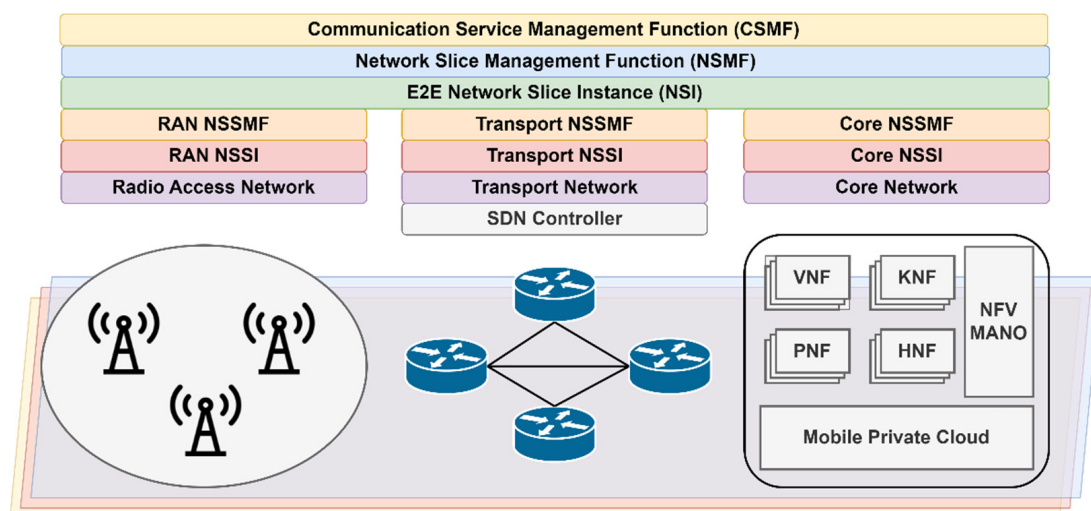 Communication Service Management Function (CSMF)
Network Slice Management Function (NSMF)
E2E Network Slice Instance (NSI)
RAN NSSMF
Transport NSSMF
Core NSSMF
RAN NSSI
Transport NSSI
Core NSSI
Radio Access Network
Transport Network
Core Network
SDN Controller
VNF
KNF
NFV
MANO
PNF
HNF
Mobile Private Cloud